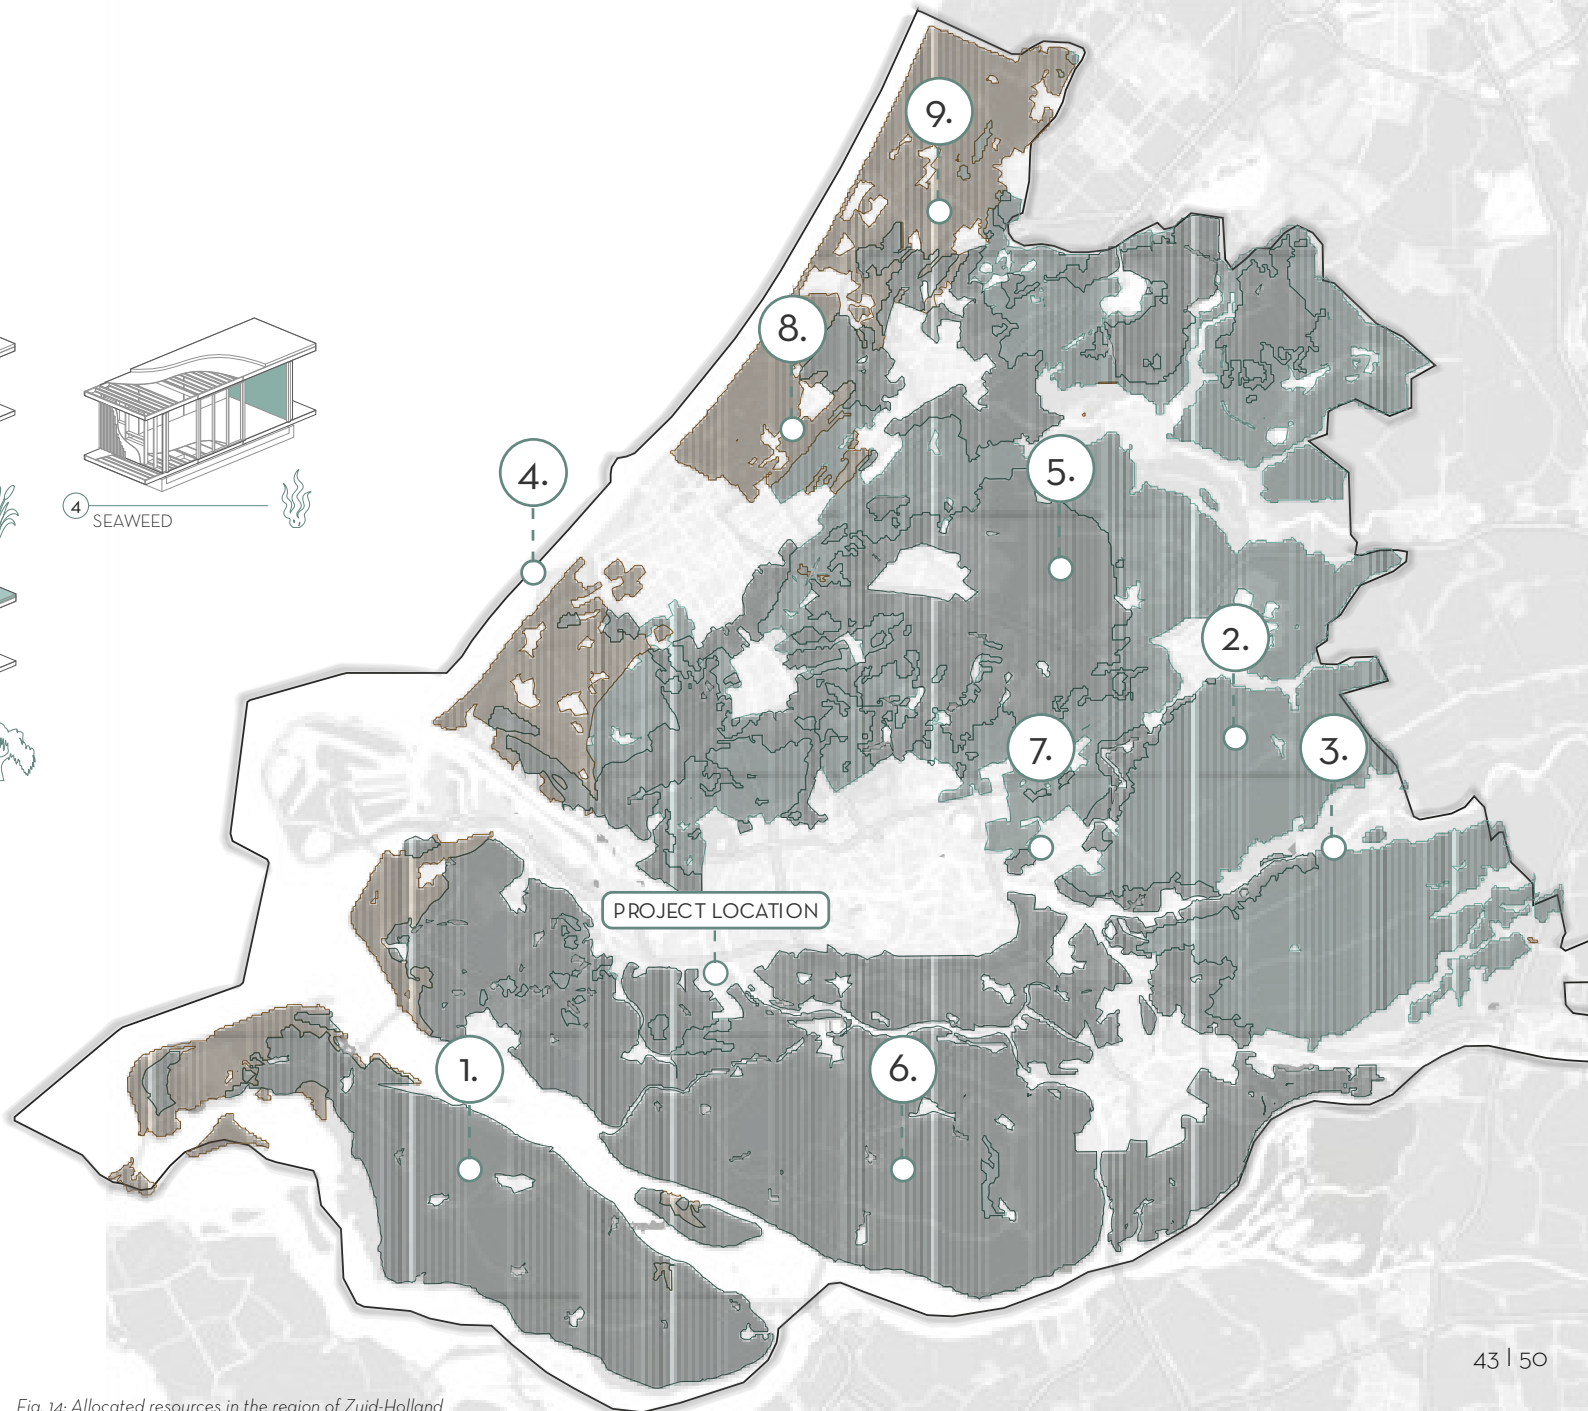 9.
8.
4.
5.
4
SEAWEED
2.
7.
3.
PROJECT LOCATION
1.
6.
43 | 50
Fig. 14: Allocated resources in the region of Zuid-Holland